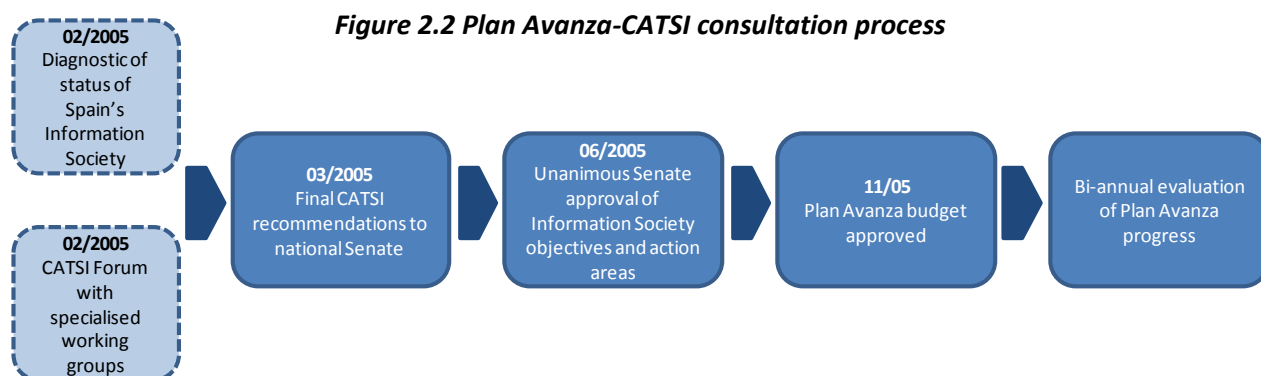 Figure 2.2 Plan Avanza-CATSI consultation process
02/2005
Diagnostic of
status of
Spain's
Information
Society
02/2005
CATSI Forum
with
specialised
working
groups
03/2005
Final CATSI
recommendations to
national Senate
06/2005
Unanimous Senate
approval of
Information Society
objectives and action
areas
11/05
Plan Avanza budget
approved
Bi-annual evaluation
of Plan Avanza
progress